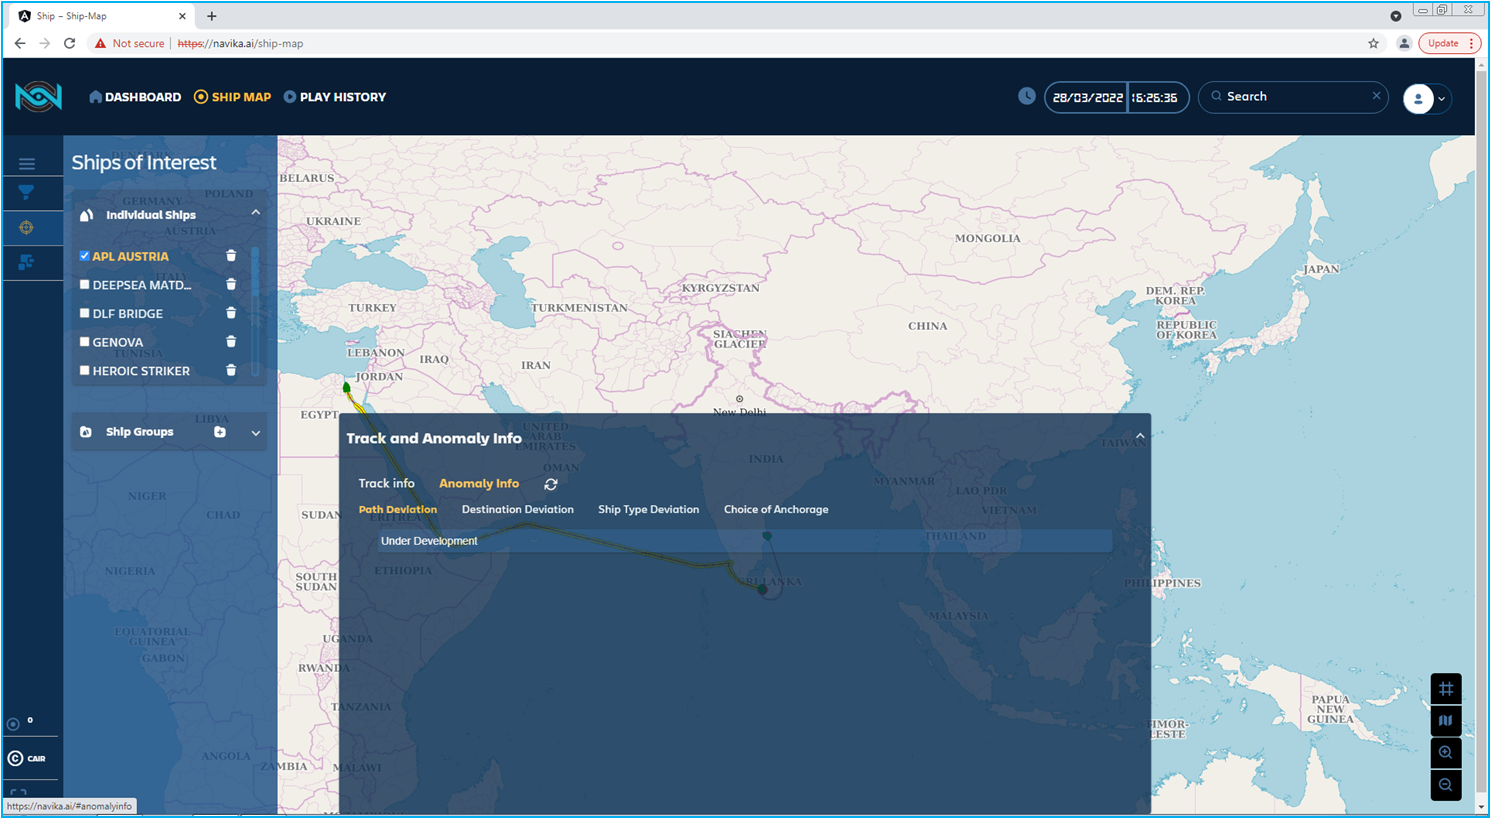 Ship – Ship-Map
Not secure
https://navika.ai/ship-map
Update
DASHBOARD
SHIP MAP
PLAY HISTORY
28/03/2022
16:26:36
Search
Ships of Interest
Individual Ships
APL AUSTRIA
DEEPSEA MATD...
DLF BRIDGE
GENOVA
HEROIC STRIKER
Ship Groups
0
CAIR
https://navika.ai/#anomalyinfo
Track and Anomaly Info
Track info
Anomaly Info
Path Deviation
Destination Deviation
Ship Type Deviation
Choice of Anchorage
Under Development
GERMANY
POLAND
AUSTRIA
ITALY
TUNISIA
LIBYA
NIGER
CHAD
NIGERIA
EQUATORIAL
GUINEA
GABON
ANGOLA
BELARUS
UKRAINE
MONGOLIA
JAPAN
KYRGYZSTAN
DEM. REP.
KOREA
TURKEY
TURKMENISTAN
CHINA
REPUBLIC
OF KOREA
SIACHEN
GLACIER
LEBANON
IRAQ
IRAN
JORDAN
New Delhi
EGYPT
UNITED
ARAB
EMIRATES
OMAN
INDIA
TAIWAN
MYANMAR
LAO PDR
VIETNAM
SUDAN
ERITREA
THAILAND
ETHIOPIA
SOUTH
SUDAN
SRI LANKA
PHILIPPINES
MALAYSIA
UGANDA
RWANDA
TANZANIA
PAPUA
NEW
GUINEA
TIMOR-
LESTE
ZAMBIA
MALAWI